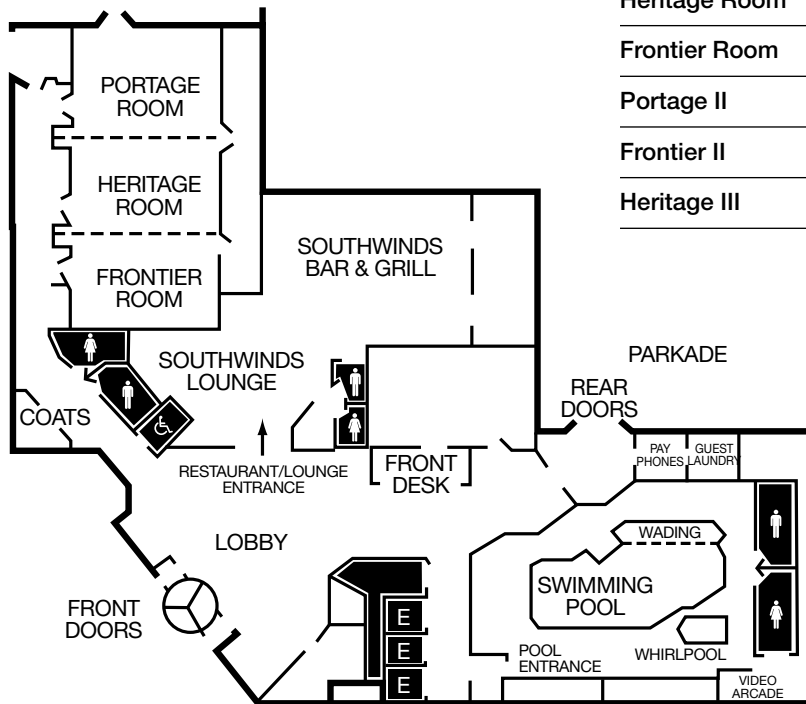 Heritage Room
Frontier Room
Portage II
Frontier II
Heritage III
PORTAGE
ROOM
HERITAGE
ROOM
FRONTIER
ROOM
SOUTHWINDS
BAR & GRILL
SOUTHWINDS
LOUNGE
COATS
RESTAURANT/LOUNGE
ENTRANCE
FRONT
DESK
PARKADE
REAR
DOORS
PAY
PHONES
GUEST
LAUNDRY
LOBBY
FRONT
DOORS
E
E
E
WADING
SWIMMING
POOL
WHIRLPOOL
POOL
ENTRANCE
VIDEO
ARCADE